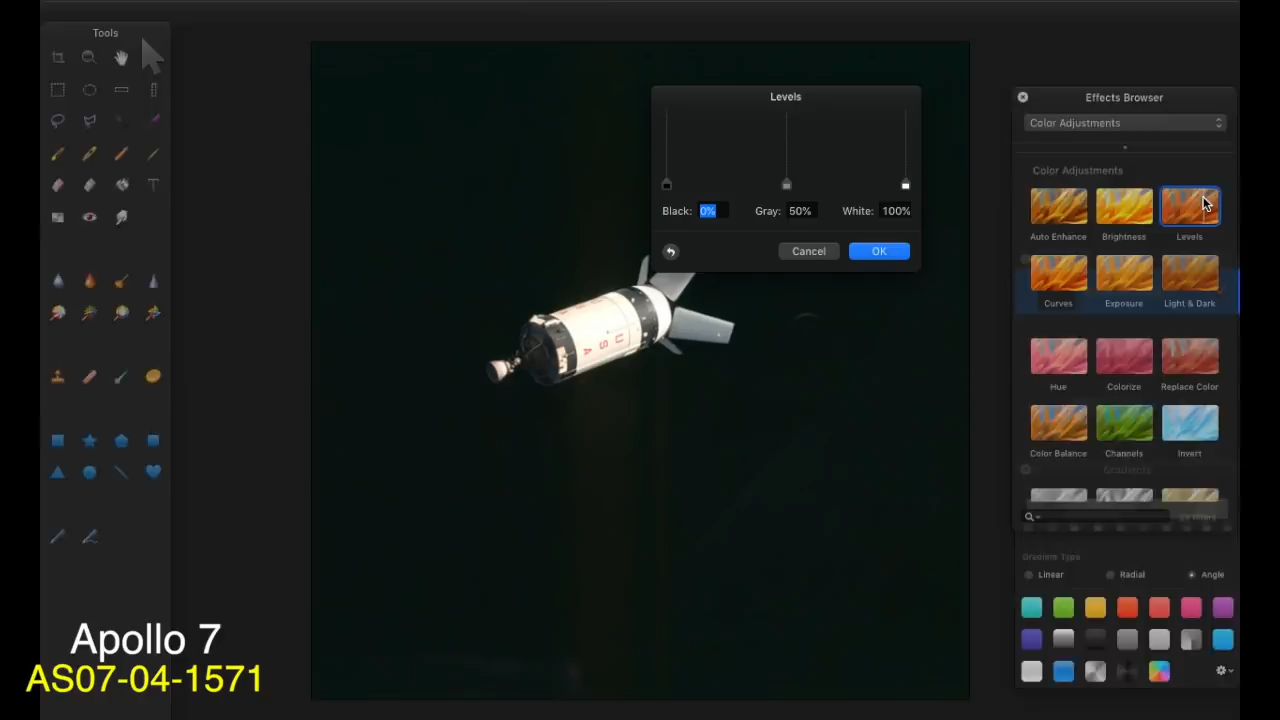 Tools
Levels
Black: 0% Gray: 50% White: 100%
Cancel OK
U
S
A
Effects Browser
Color Adjustments
Color Adjustments
Auto Enhance Brightness Levels
Curves Exposure Light & Dark
Hue Colorize Replace Color
Color Balance Channels Invert
Gradients
filters
Gradient Type
Linear Radial Angle
Apollo 7
AS07-04-1571